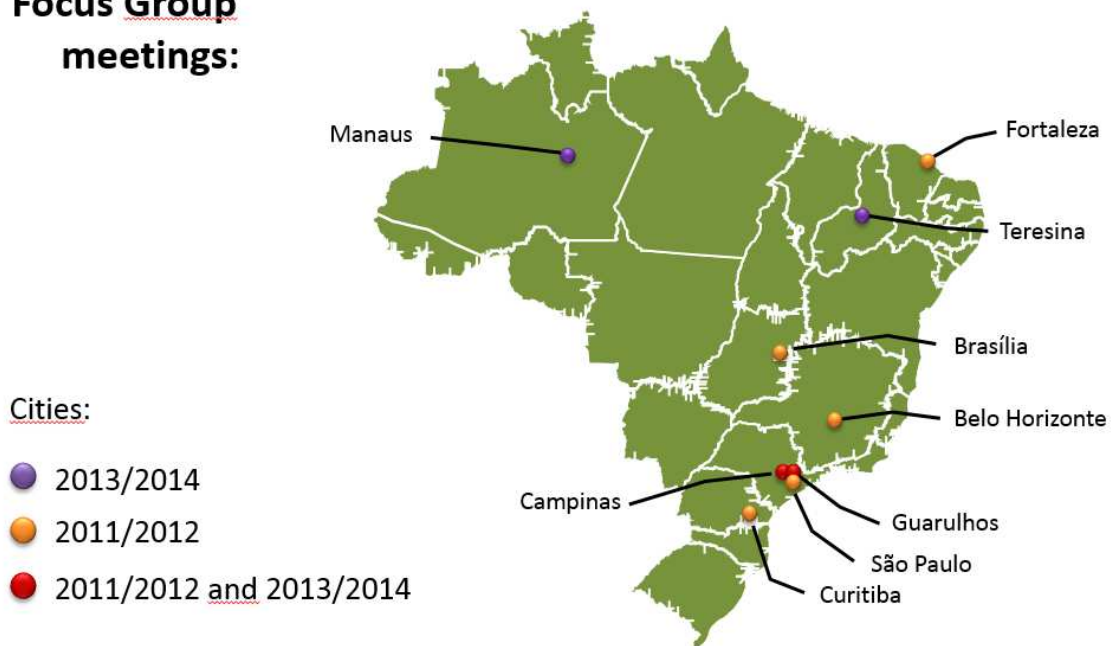 Focus Group
meetings:
Manaus
Fortaleza
Teresina
Brasília
Belo Horizonte
Campinas
Guarulhos
São Paulo
Curitiba
Cities:
2013/2014
2011/2012
2011/2012 and 2013/2014